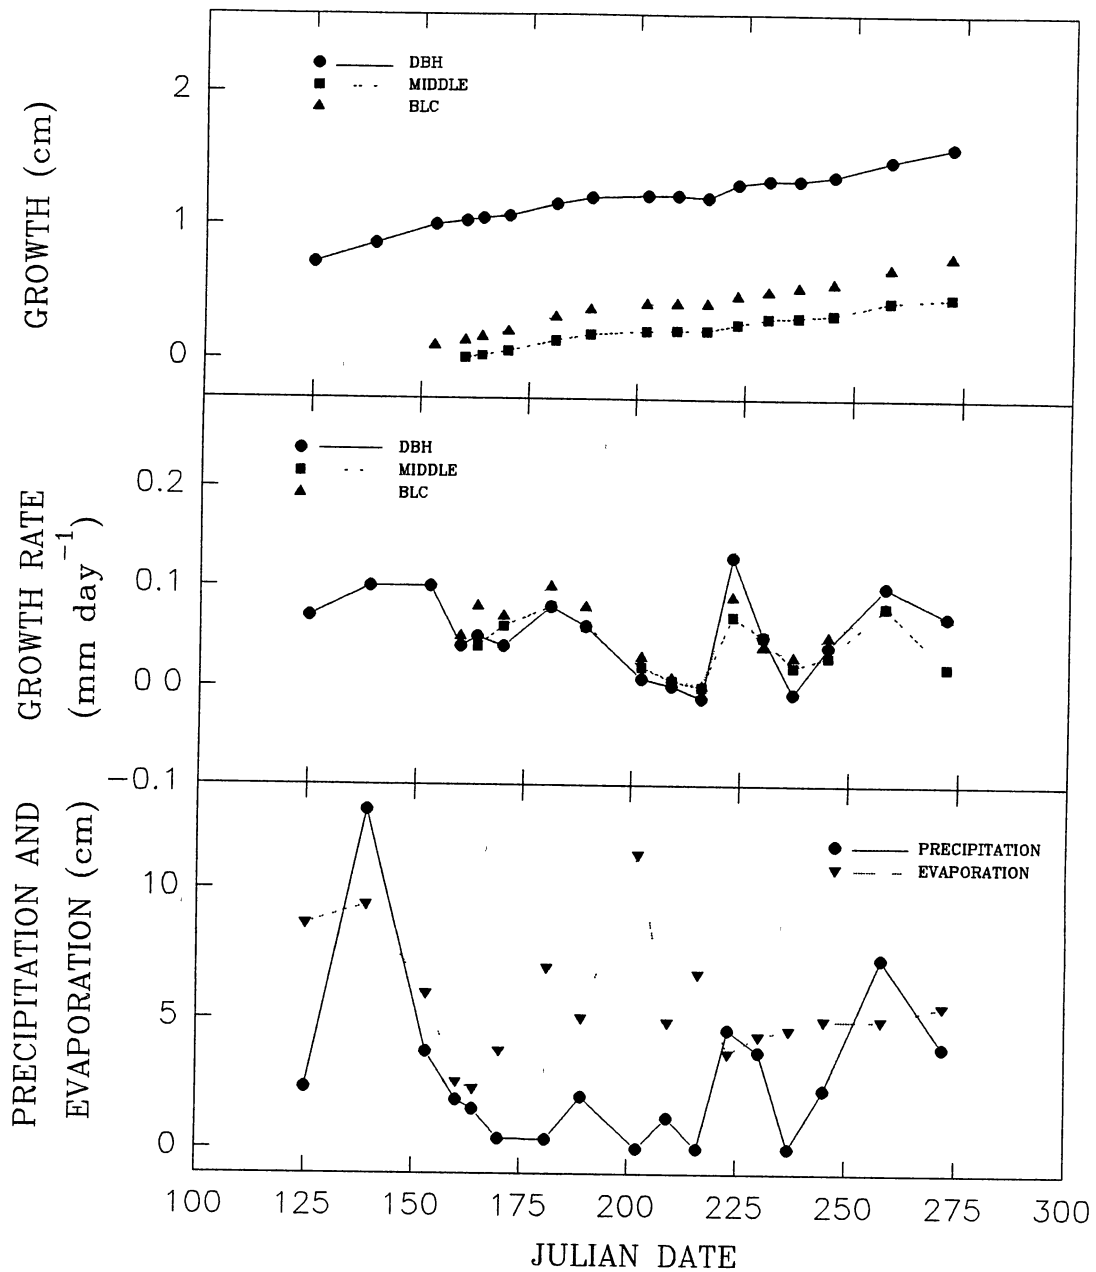 DBH
MIDDLE
BLC
GROWTH (cm)
2
1
0
DBH
MIDDLE
BLC
GROWTH RATE
(mm day⁻¹)
0.2
0.1
0 0
−0.1
PRECIPITATION
EVAPORATION
PRECIPITATION AND
EVAPORATION (cm)
10
5
0
100 125 150 175 200 225 250 275 300
JULIAN DATE